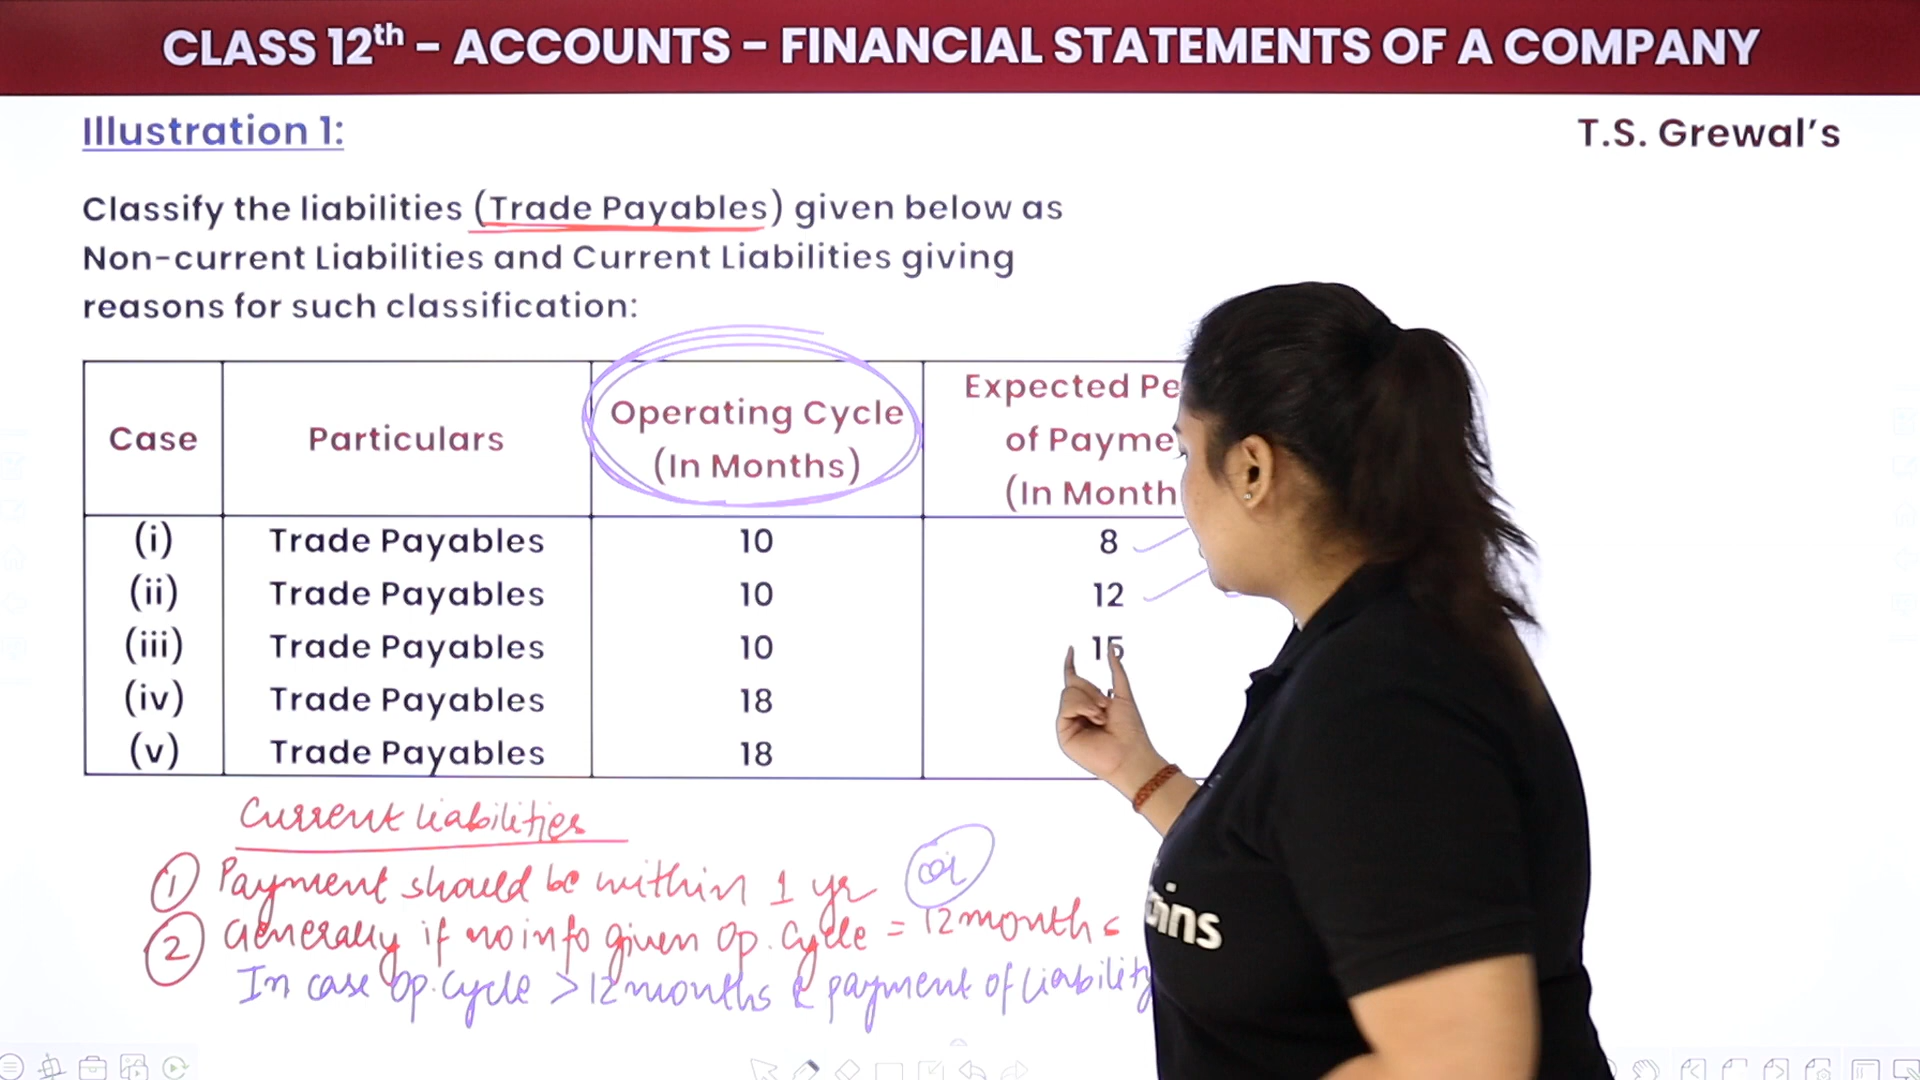 CLASS 12th – ACCOUNTS – FINANCIAL STATEMENTS OF A COMPANY
Illustration 1:
T.S. Grewal's
Classify the liabilities (Trade Payables) given below as
Non-current Liabilities and Current Liabilities giving
reasons for such classification:
Case Particulars Operating Cycle (In Months) Expected Pe of Payme (In Month
(i) Trade Payables 10 8
(ii) Trade Payables 10 12
(iii) Trade Payables 10 15
(iv) Trade Payables 18
(v) Trade Payables 18
Current liabilities
1 Payment should be within 1 yr or
2 Generally if no info given Op. Cycle = 12 months
In case Op. cycle > 12 months & payment of liability
ins